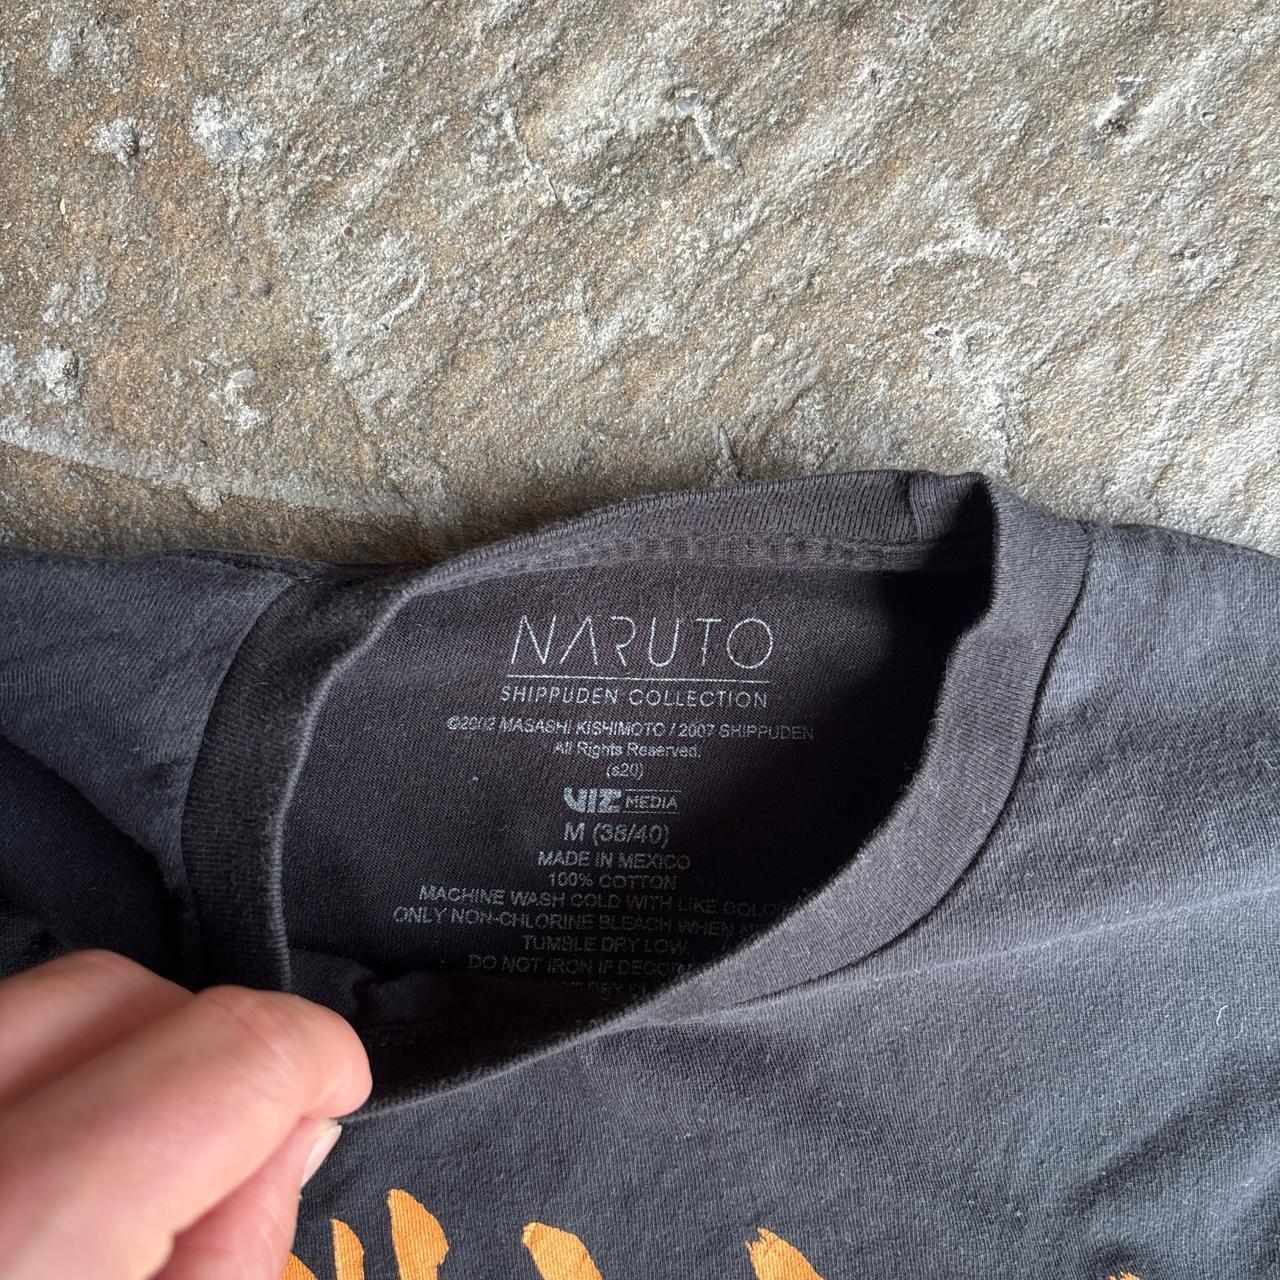 NARUTO
SHIPPUDEN COLLECTION
©2002 MASASHI KISHIMOTO / 2007 SHIPPUDEN
All Rights Reserved.
(s20)
VIZ MEDIA
M (38/40)
MADE IN MEXICO
100% COTTON
MACHINE WASH COLD WITH LIKE
ONLY NON-CHLORINE BLEACH WHEN
TUMBLE DRY LOW.
DO NOT IRON IF
DRY